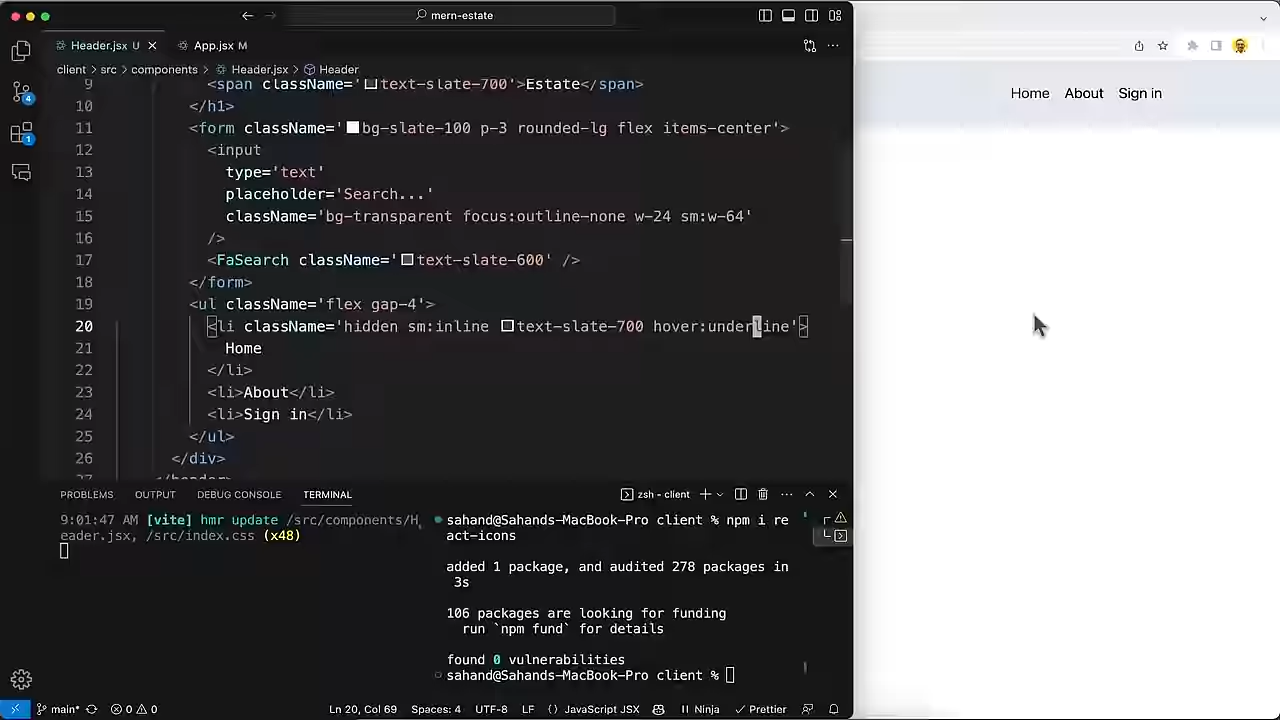 mern-estate
Header.jsx U
App.jsx M
client > src > components > Header.jsx > Header
9 <span className='text-slate-700'>Estate</span>
10 </h1>
11 <form className='bg-slate-100 p-3 rounded-lg flex items-center'>
12 <input
13 type='text'
14 placeholder='Search...'
15 className='bg-transparent focus:outline-none w-24 sm:w-64'
16 />
17 <FaSearch className='text-slate-600' />
18 </form>
19 <ul className='flex gap-4'>
20 <li className='hidden sm:inline text-slate-700 hover:underline'>
21 Home
22 </li>
23 <li>About</li>
24 <li>Sign in</li>
25 </ul>
26 </div>
27 </header>
4
1
PROBLEMS OUTPUT DEBUG CONSOLE TERMINAL
zsh - client
9:01:47 AM [vite] hmr update /src/components/H
eader.jsx, /src/index.css (x48)
sahand@Sahands-MacBook-Pro client % npm i re
act-icons
added 1 package, and audited 278 packages in
3s
106 packages are looking for funding
run `npm fund` for details
found 0 vulnerabilities
sahand@Sahands-MacBook-Pro client %
main* 0 0 Ln 20, Col 69 Spaces: 4 UTF-8 LF {} JavaScript JSX Ninja Prettier
Home About Sign in